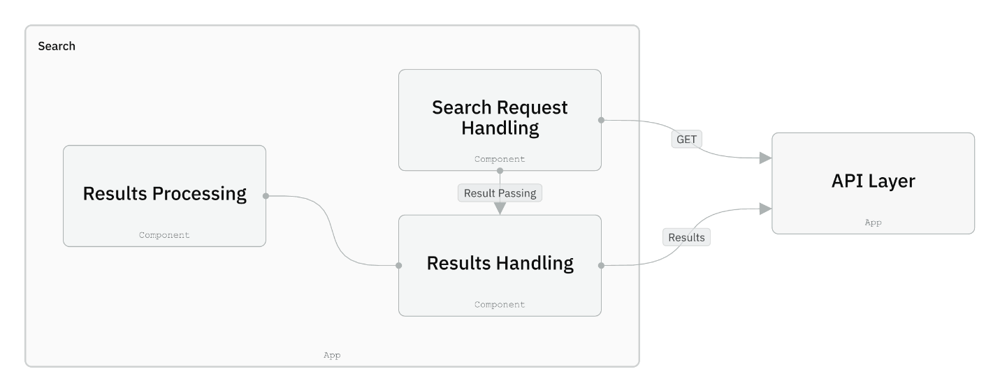 Search
Search Request
Handling
Component
GET
Results Processing
Component
Result Passing
API Layer
App
Results Handling
Component
Results
App